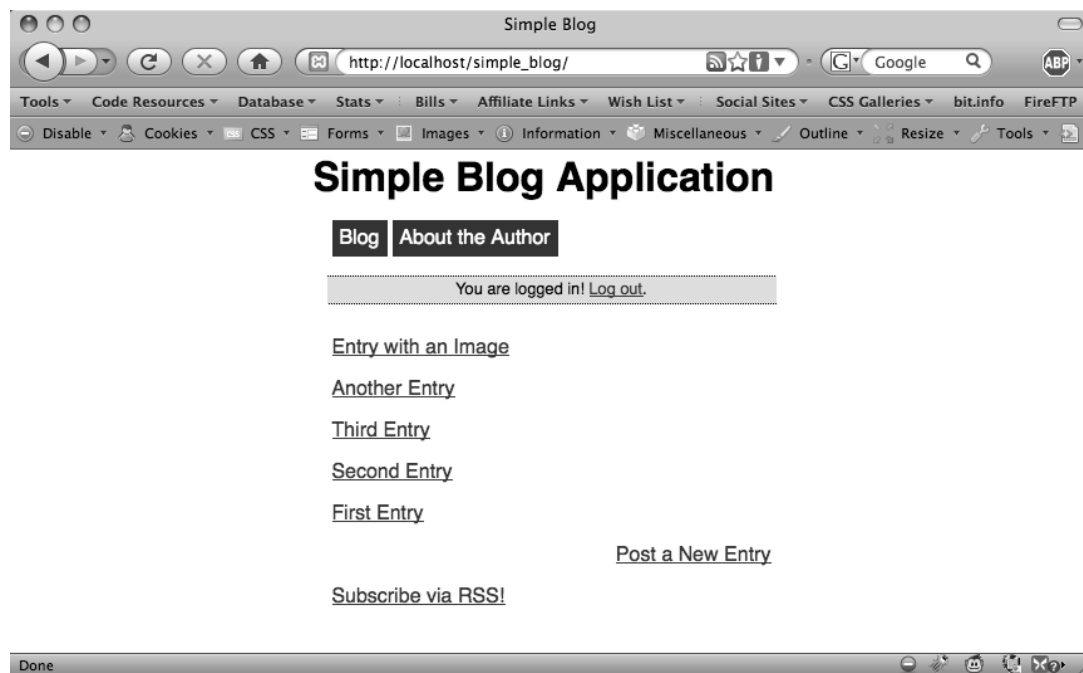 Simple Blog
http://localhost/simple_blog/
G Google
ABP
Tools Code Resources Database Stats Bills Affiliate Links Wish List Social Sites CSS Galleries bit.info FireFTP
Disable Cookies CSS Forms Images Information Miscellaneous Outline Resize Tools
Simple Blog Application
Blog About the Author
You are logged in! Log out.
Entry with an Image
Another Entry
Third Entry
Second Entry
First Entry
Post a New Entry
Subscribe via RSS!
Done